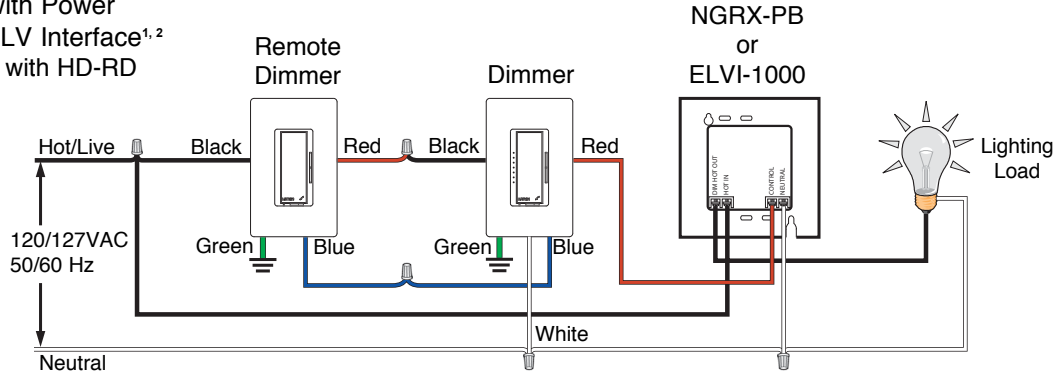 with Power
LV Interface1, 2
with HD-RD
Remote
Dimmer
Dimmer
NGRX-PB
or
ELVI-1000
Hot/Live
Black
Red
Black
Red
Lighting
Load
DIM HOT OUT
HOT IN
CONTROL
NEUTRAL
120/127VAC
50/60 Hz
Green
Blue
Green
Blue
White
Neutral